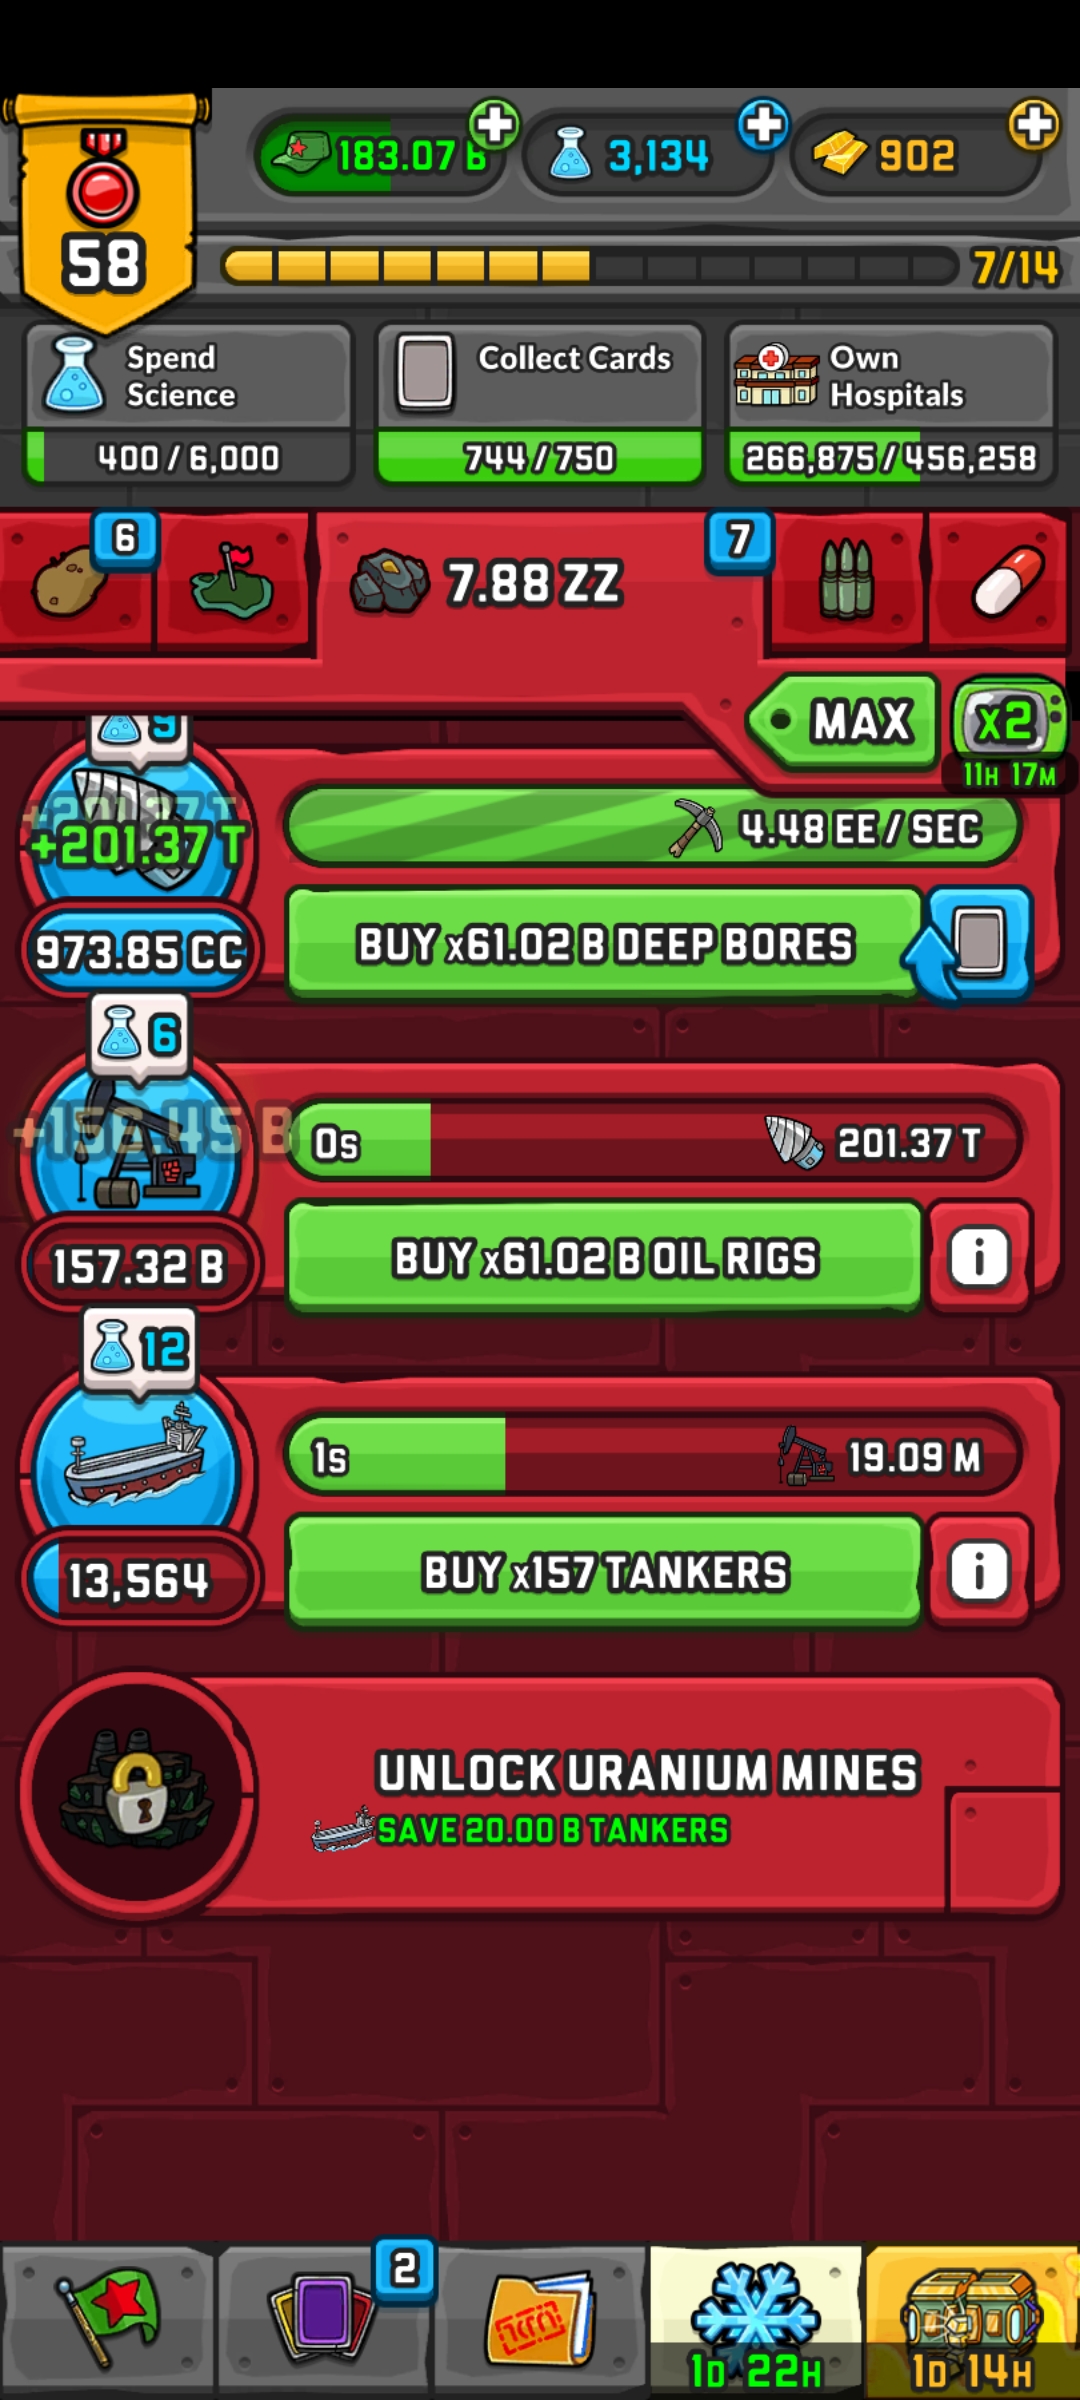 58
183.07 B
3,134
902
7/14
Spend
Science
400 / 6,000
Collect Cards
744 / 750
Own
Hospitals
266,875 / 456,258
6
7.88 ZZ
7
MAX
x2
11H 17M
9
+201.37 T
+201.37 T
4.48 EE / SEC
973.85 CC
BUY x61.02 B DEEP BORES
6
+156.45 B
0s
201.37 T
157.32 B
BUY x61.02 B OIL RIGS
i
12
1s
19.09 M
13,564
BUY x157 TANKERS
i
UNLOCK URANIUM MINES
SAVE 20.00 B TANKERS
2
1D 22H
1D 14H